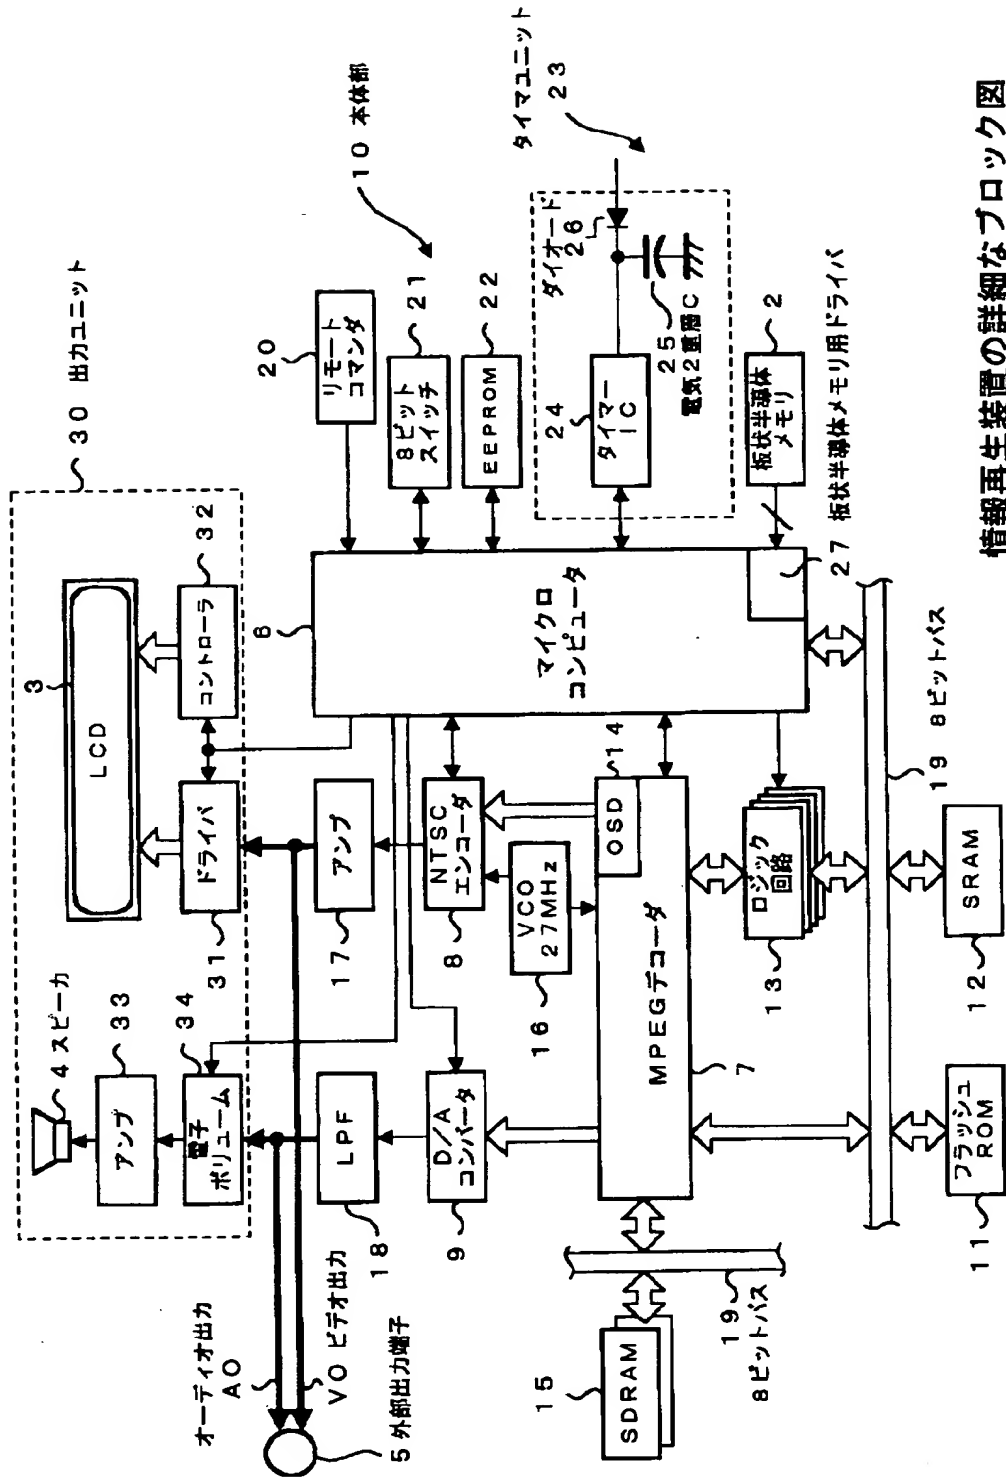 30 出力ユニット
4 スピーカ
33
アンプ
34
電子
ボリューム
3
LCD
31
ドライバ
32
コントローラ
オーディオ出力
AO
VO ビデオ出力
5 外部出力端子
18
LPF
17
アンプ
9
D/A
コンバータ
8
NTSC
エンコーダ
16
VCO
27MHz
OSD
14
MPEGデコーダ
7
15
SDRAM
19
8ビットバス
13
ロジック
回路
6
マイクロ
コンピュータ
10 本体部
20
リモート
コマンダ
21
8ビット
スイッチ
22
EEPROM
タイマユニット
23
24
タイマー
IC
ダイオード
26
25
電気2重層C
2
板状半導体
メモリ
27 板状半導体メモリ用ドライバ
19 8ビットバス
11
フラッシュ
ROM
12
SRAM
情報再生装置の詳細なブロック図